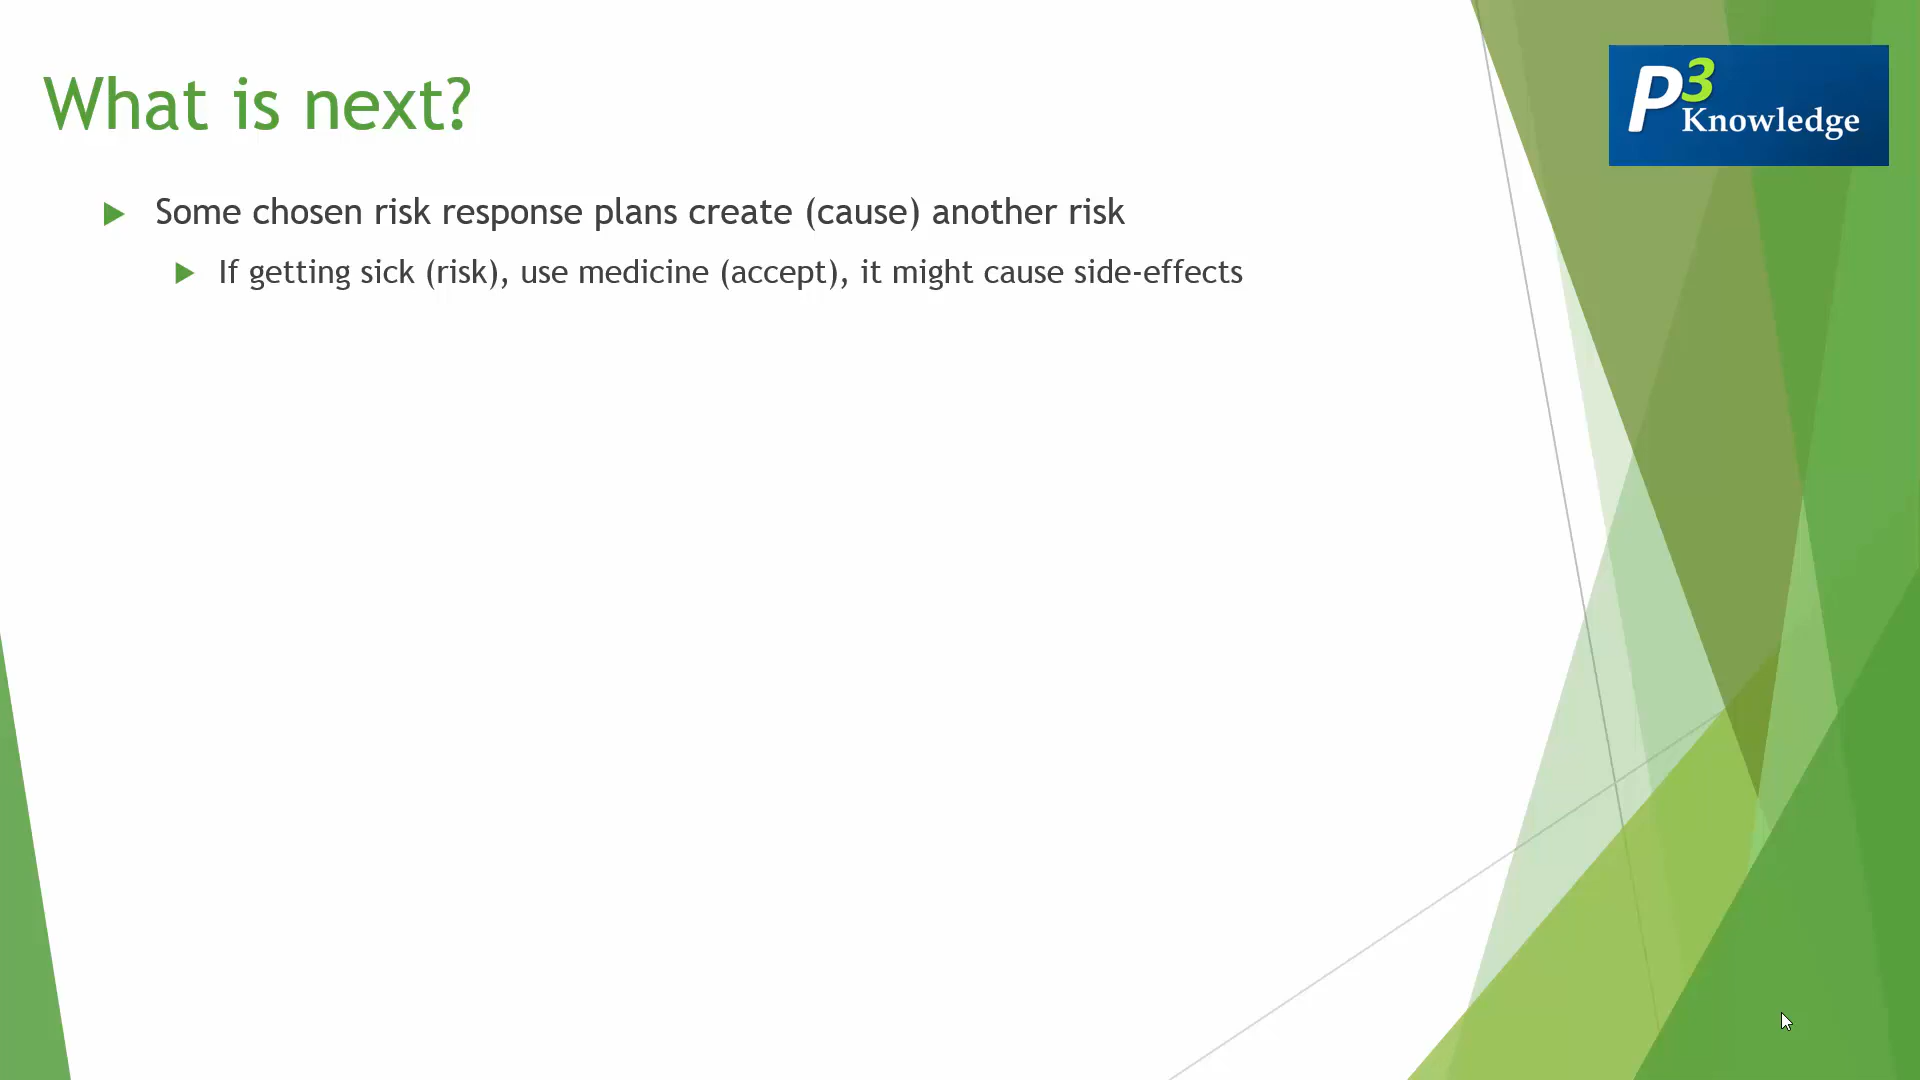 What is next?
P3 Knowledge
Some chosen risk response plans create (cause) another risk
If getting sick (risk), use medicine (accept), it might cause side-effects